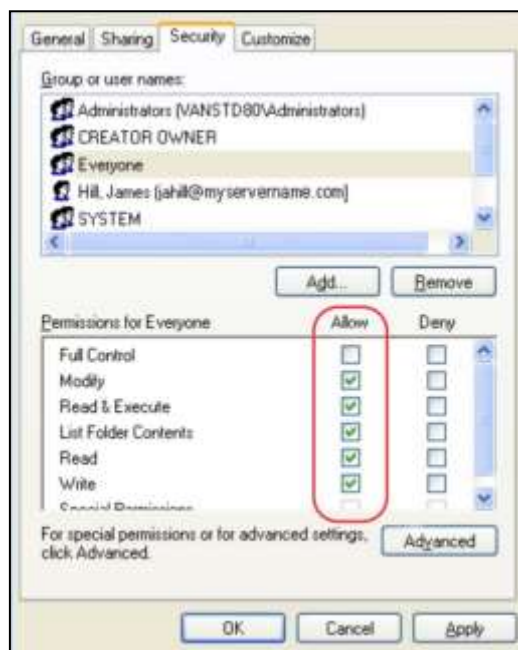 General Sharing Security Customize
Group or user names:
Administrators (VANSTD80\Administrators)
CREATOR OWNER
Everyone
Hill, James (jahill@myservername.com)
SYSTEM
Add... Remove
Permissions for Everyone Allow Deny
Full Control
Modify
Read & Execute
List Folder Contents
Read
Write
Special Permissions
For special permissions or for advanced settings, Advanced
click Advanced.
OK Cancel Apply